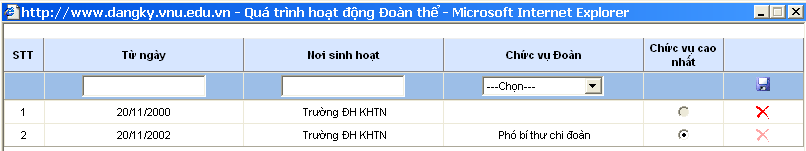 http://www.dangky.vnu.edu.vn - Quá trình hoạt động Đoàn thể - Microsoft Internet Explorer
STT Từ ngày Nơi sinh hoạt Chức vụ Đoàn Chức vụ cao nhất
---Chọn---
1 20/11/2000 Trường ĐH KHTN
2 20/11/2002 Trường ĐH KHTN Phó bí thư chi đoàn